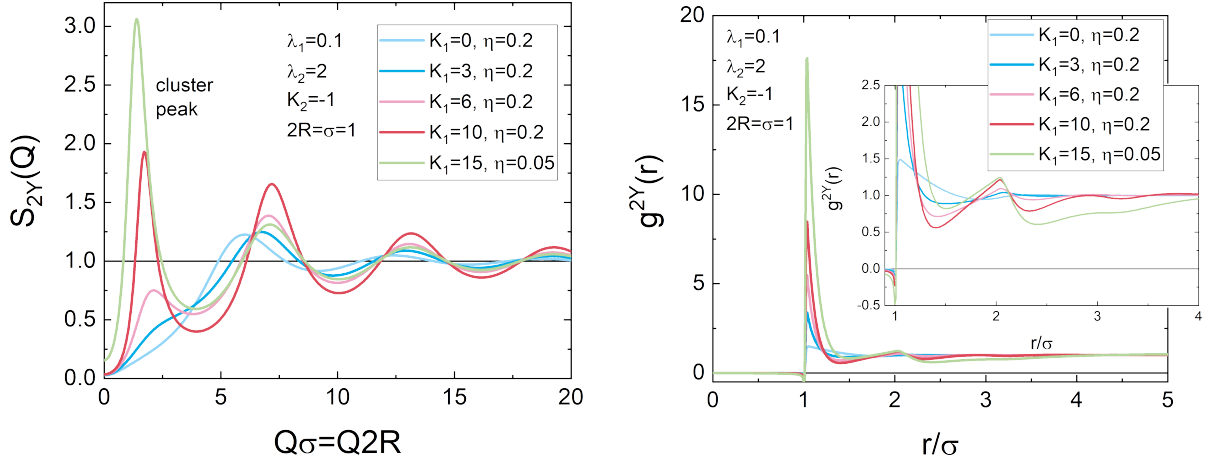 3.0
2.5
2.0
1.5
1.0
0.5
0.0
0
5
10
15
20
S₂Y(Q)
Qσ=Q2R
cluster
peak
λ₁=0.1
λ₂=2
K₂=-1
2R=σ=1
K₁=0, η=0.2
K₁=3, η=0.2
K₁=6, η=0.2
K₁=10, η=0.2
K₁=15, η=0.05
20
15
10
5
0
0
1
2
3
4
5
g²ʸ(r)
r/σ
λ₁=0.1
λ₂=2
K₂=-1
2R=σ=1
K₁=0, η=0.2
K₁=3, η=0.2
K₁=6, η=0.2
K₁=10, η=0.2
K₁=15, η=0.05
2.5
2.0
1.5
1.0
0.5
0.0
-0.5
1
2
3
4
g²ʸ(r)
r/σ